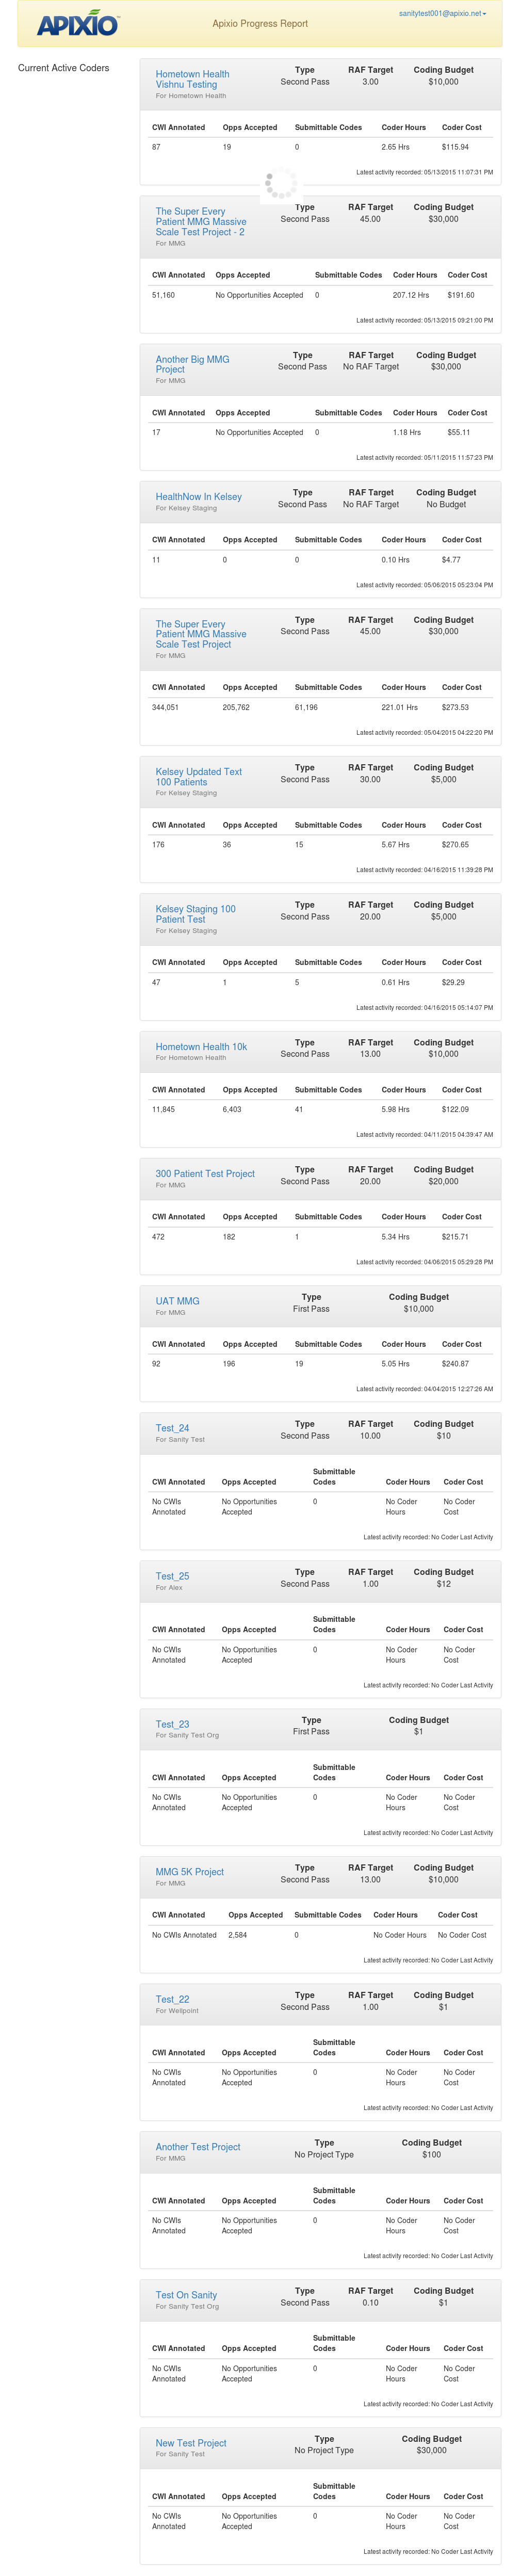 APIXIO
Apixio Progress Report
sanitytest001@apixio.net
Current Active Coders
Hometown Health
Vishnu Testing
For Hometown Health
Type RAF Target Coding Budget
Second Pass 3.00 $10,000
CWI Annotated Opps Accepted Submittable Codes Coder Hours Coder Cost
87 19 0 2.65 Hrs $115.94
Latest activity recorded: 05/13/2015 11:07:31 PM
The Super Every
Patient MMG Massive
Scale Test Project - 2
For MMG
Type RAF Target Coding Budget
Second Pass 45.00 $30,000
CWI Annotated Opps Accepted Submittable Codes Coder Hours Coder Cost
51,160 No Opportunities Accepted 0 207.12 Hrs $191.60
Latest activity recorded: 05/13/2015 09:21:00 PM
Another Big MMG
Project
For MMG
Type RAF Target Coding Budget
Second Pass No RAF Target $30,000
CWI Annotated Opps Accepted Submittable Codes Coder Hours Coder Cost
17 No Opportunities Accepted 0 1.18 Hrs $55.11
Latest activity recorded: 05/11/2015 11:57:23 PM
HealthNow In Kelsey
For Kelsey Staging
Type RAF Target Coding Budget
Second Pass No RAF Target No Budget
CWI Annotated Opps Accepted Submittable Codes Coder Hours Coder Cost
11 0 0 0.10 Hrs $4.77
Latest activity recorded: 05/06/2015 05:23:04 PM
The Super Every
Patient MMG Massive
Scale Test Project
For MMG
Type RAF Target Coding Budget
Second Pass 45.00 $30,000
CWI Annotated Opps Accepted Submittable Codes Coder Hours Coder Cost
344,051 205,762 61,196 221.01 Hrs $273.53
Latest activity recorded: 05/04/2015 04:22:20 PM
Kelsey Updated Text
100 Patients
For Kelsey Staging
Type RAF Target Coding Budget
Second Pass 30.00 $5,000
CWI Annotated Opps Accepted Submittable Codes Coder Hours Coder Cost
176 36 15 5.67 Hrs $270.65
Latest activity recorded: 04/16/2015 11:39:28 PM
Kelsey Staging 100
Patient Test
For Kelsey Staging
Type RAF Target Coding Budget
Second Pass 20.00 $5,000
CWI Annotated Opps Accepted Submittable Codes Coder Hours Coder Cost
47 1 5 0.61 Hrs $29.29
Latest activity recorded: 04/16/2015 05:14:07 PM
Hometown Health 10k
For Hometown Health
Type RAF Target Coding Budget
Second Pass 13.00 $10,000
CWI Annotated Opps Accepted Submittable Codes Coder Hours Coder Cost
11,845 6,403 41 5.98 Hrs $122.09
Latest activity recorded: 04/11/2015 04:39:47 AM
300 Patient Test Project
For MMG
Type RAF Target Coding Budget
Second Pass 20.00 $20,000
CWI Annotated Opps Accepted Submittable Codes Coder Hours Coder Cost
472 182 1 5.34 Hrs $215.71
Latest activity recorded: 04/06/2015 05:29:28 PM
UAT MMG
For MMG
Type Coding Budget
First Pass $10,000
CWI Annotated Opps Accepted Submittable Codes Coder Hours Coder Cost
92 196 19 5.05 Hrs $240.87
Latest activity recorded: 04/04/2015 12:27:26 AM
Test_24
For Sanity Test
Type RAF Target Coding Budget
Second Pass 10.00 $10
Submittable
CWI Annotated Opps Accepted Codes Coder Hours Coder Cost
No CWIs No Opportunities 0 No Coder No Coder
Annotated Accepted Hours Cost
Latest activity recorded: No Coder Last Activity
Test_25
For Alex
Type RAF Target Coding Budget
Second Pass 1.00 $12
Submittable
CWI Annotated Opps Accepted Codes Coder Hours Coder Cost
No CWIs No Opportunities 0 No Coder No Coder
Annotated Accepted Hours Cost
Latest activity recorded: No Coder Last Activity
Test_23
For Sanity Test Org
Type Coding Budget
First Pass $1
Submittable
CWI Annotated Opps Accepted Codes Coder Hours Coder Cost
No CWIs No Opportunities 0 No Coder No Coder
Annotated Accepted Hours Cost
Latest activity recorded: No Coder Last Activity
MMG 5K Project
For MMG
Type RAF Target Coding Budget
Second Pass 13.00 $10,000
CWI Annotated Opps Accepted Submittable Codes Coder Hours Coder Cost
No CWIs Annotated 2,584 0 No Coder Hours No Coder Cost
Latest activity recorded: No Coder Last Activity
Test_22
For Wellpoint
Type RAF Target Coding Budget
Second Pass 1.00 $1
Submittable
CWI Annotated Opps Accepted Codes Coder Hours Coder Cost
No CWIs No Opportunities 0 No Coder No Coder
Annotated Accepted Hours Cost
Latest activity recorded: No Coder Last Activity
Another Test Project
For MMG
Type Coding Budget
No Project Type $100
Submittable
CWI Annotated Opps Accepted Codes Coder Hours Coder Cost
No CWIs No Opportunities 0 No Coder No Coder
Annotated Accepted Hours Cost
Latest activity recorded: No Coder Last Activity
Test On Sanity
For Sanity Test Org
Type RAF Target Coding Budget
Second Pass 0.10 $1
Submittable
CWI Annotated Opps Accepted Codes Coder Hours Coder Cost
No CWIs No Opportunities 0 No Coder No Coder
Annotated Accepted Hours Cost
Latest activity recorded: No Coder Last Activity
New Test Project
For Sanity Test
Type Coding Budget
No Project Type $30,000
Submittable
CWI Annotated Opps Accepted Codes Coder Hours Coder Cost
No CWIs No Opportunities 0 No Coder No Coder
Annotated Accepted Hours Cost
Latest activity recorded: No Coder Last Activity